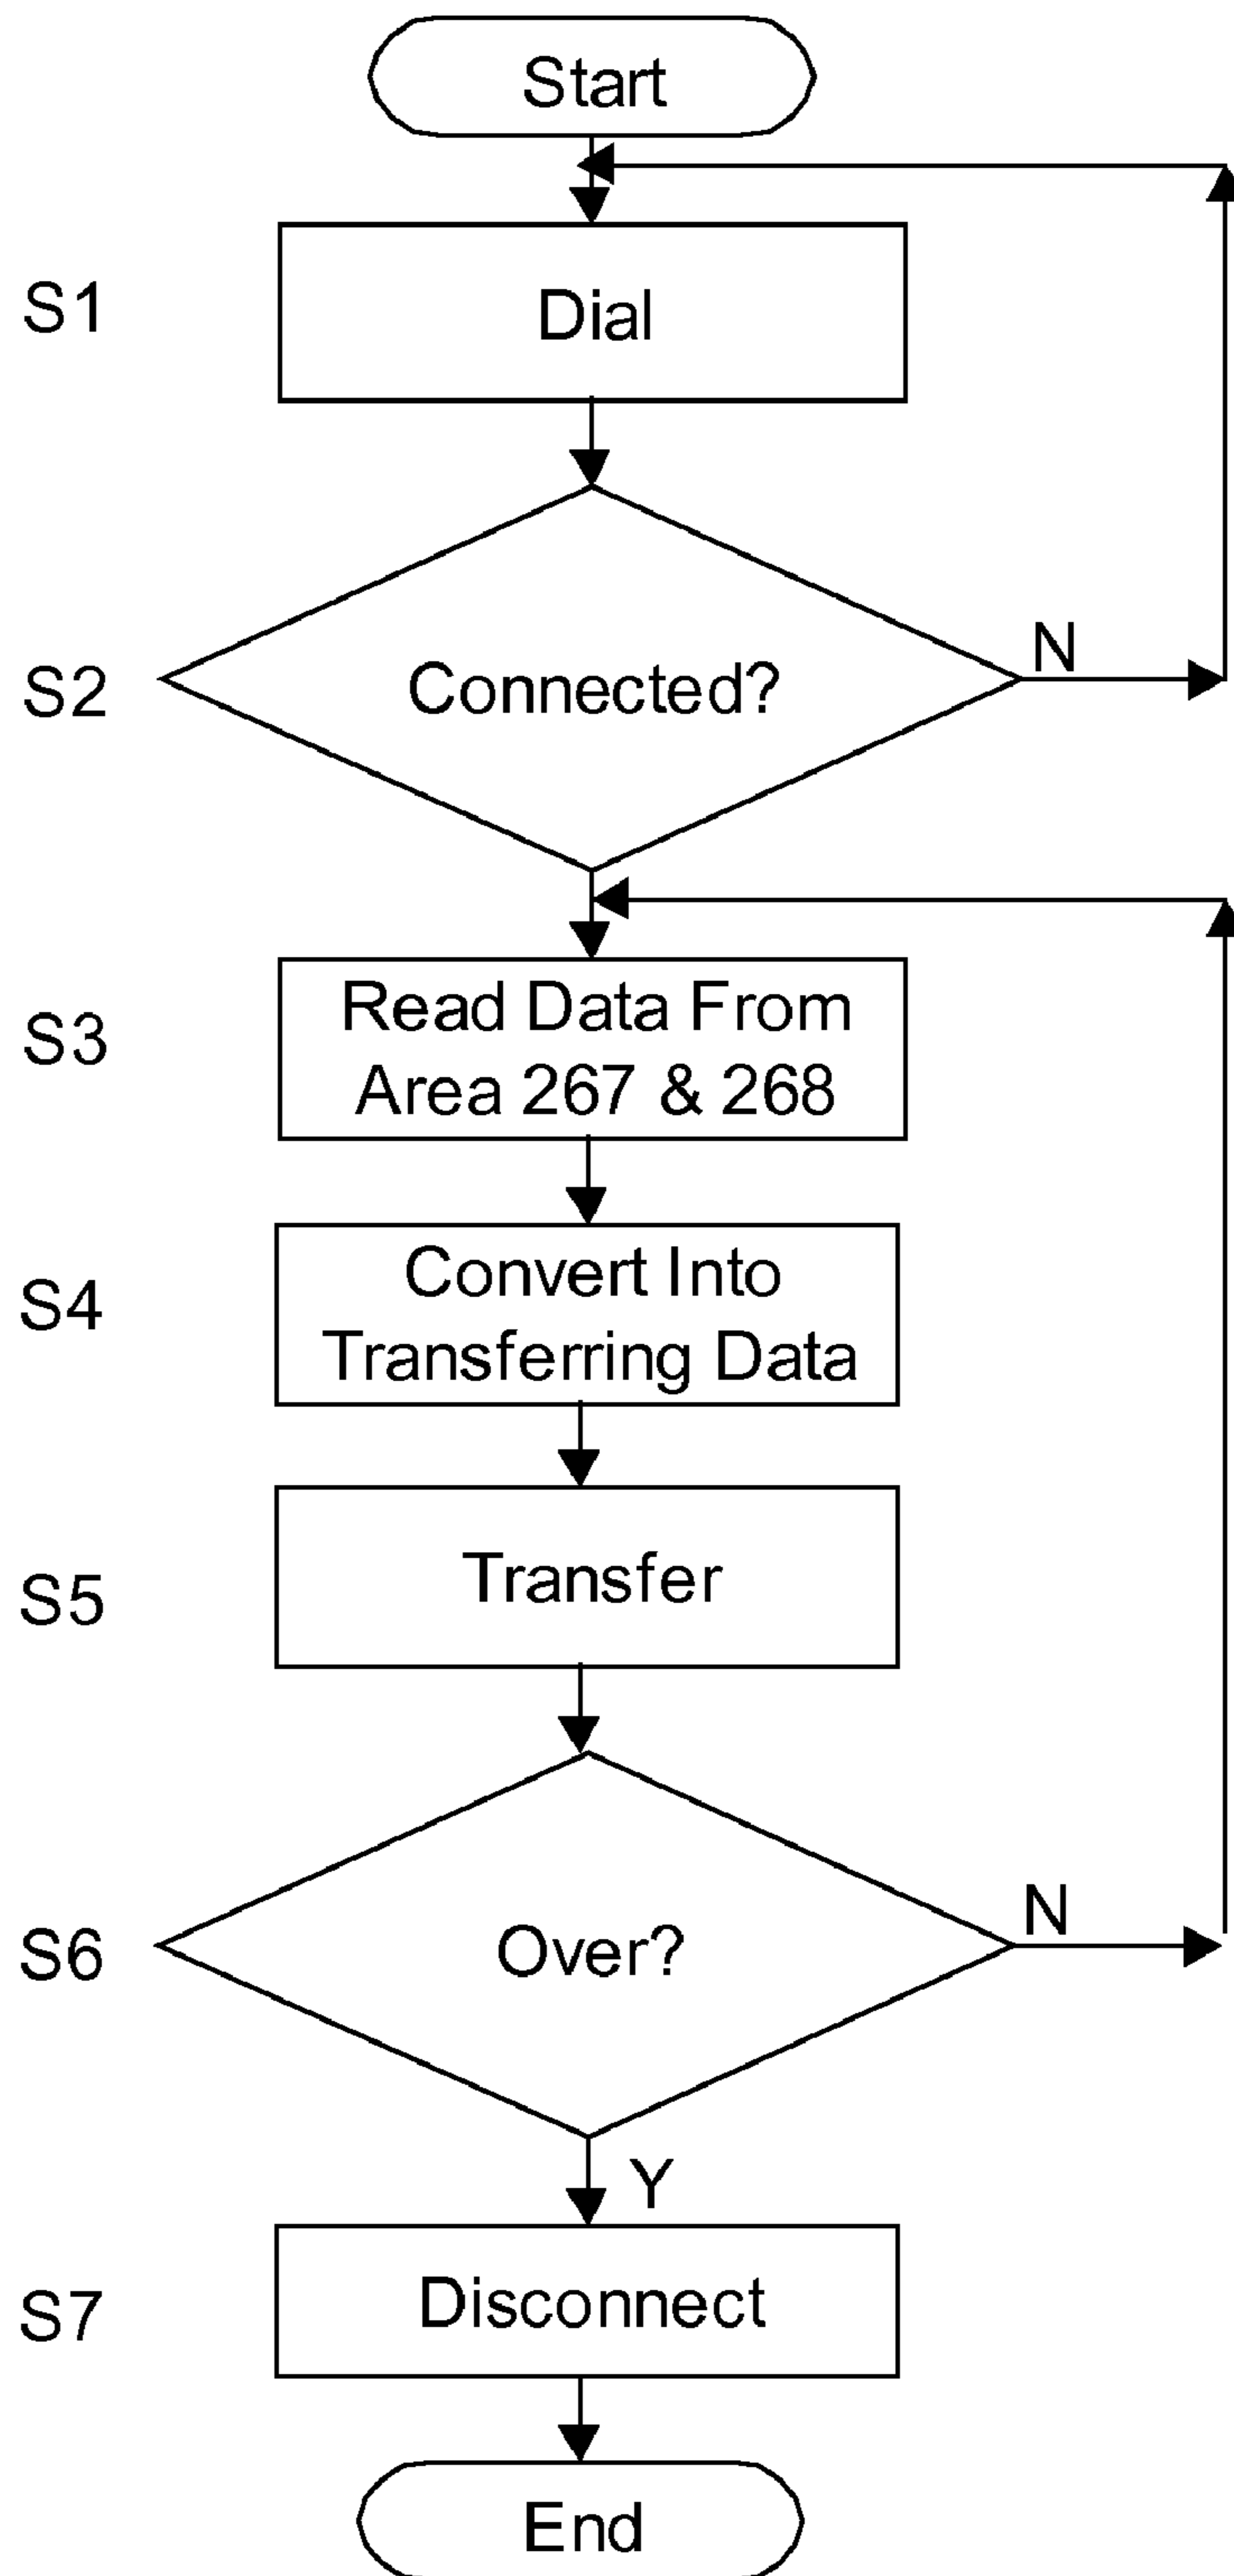 Start
S1
Dial
S2
Connected?
N
S3
Read Data From
Area 267 & 268
S4
Convert Into
Transferring Data
S5
Transfer
S6
Over?
N
Y
S7
Disconnect
End